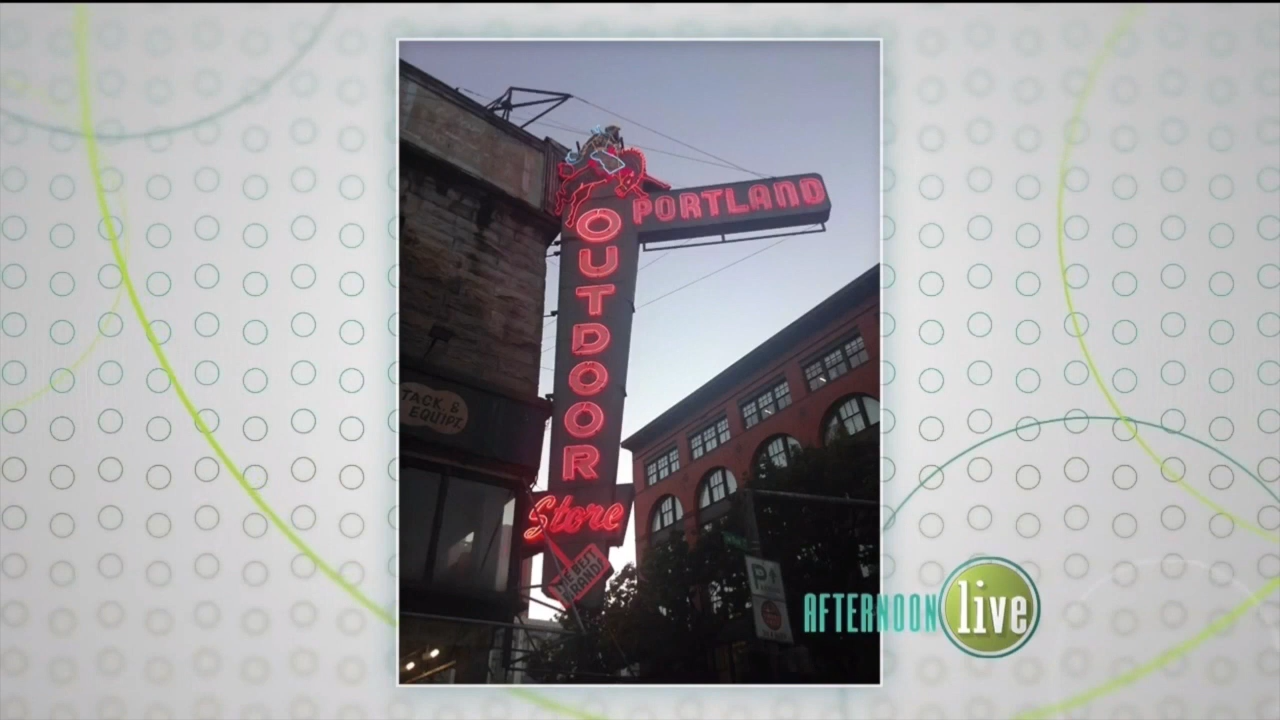 PORTLAND
OUTDOOR
Store
TACK &
EQUIP'T.
AFTERNOON live